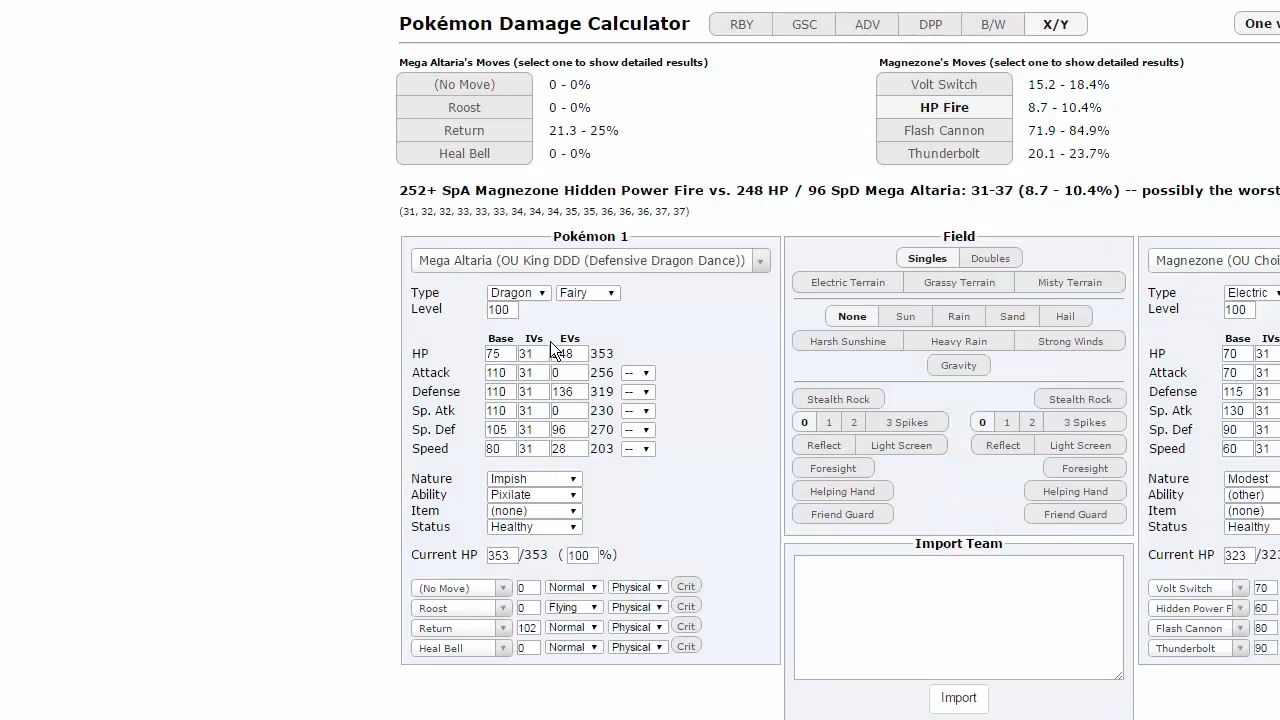 Pokémon Damage Calculator RBY GSC ADV DPP B/W X/Y One v
Mega Altaria's Moves (select one to show detailed results) Magnezone's Moves (select one to show detailed results)
(No Move) 0 - 0% Volt Switch 15.2 - 18.4%
Roost 0 - 0% HP Fire 8.7 - 10.4%
Return 21.3 - 25% Flash Cannon 71.9 - 84.9%
Heal Bell 0 - 0% Thunderbolt 20.1 - 23.7%
252+ SpA Magnezone Hidden Power Fire vs. 248 HP / 96 SpD Mega Altaria: 31-37 (8.7 - 10.4%) -- possibly the worst
(31, 32, 32, 33, 33, 33, 34, 34, 34, 35, 35, 36, 36, 36, 37, 37)
Pokémon 1
Mega Altaria (OU King DDD (Defensive Dragon Dance))
Type Dragon Fairy
Level 100
Base IVs EVs
HP 75 31 48 353
Attack 110 31 0 256 --
Defense 110 31 136 319 --
Sp. Atk 110 31 0 230 --
Sp. Def 105 31 96 270 --
Speed 80 31 28 203 --
Nature Impish
Ability Pixilate
Item (none)
Status Healthy
Current HP 353 /353 ( 100 %)
(No Move) 0 Normal Physical Crit
Roost 0 Flying Physical Crit
Return 102 Normal Physical Crit
Heal Bell 0 Normal Physical Crit
Field
Singles Doubles
Electric Terrain Grassy Terrain Misty Terrain
None Sun Rain Sand Hail
Harsh Sunshine Heavy Rain Strong Winds
Gravity
Stealth Rock Stealth Rock
0 1 2 3 Spikes 0 1 2 3 Spikes
Reflect Light Screen Reflect Light Screen
Foresight Foresight
Helping Hand Helping Hand
Friend Guard Friend Guard
Import Team
Import
Magnezone (OU Choi
Type Electric
Level 100
Base IVs
HP 70 31
Attack 70 31
Defense 115 31
Sp. Atk 130 31
Sp. Def 90 31
Speed 60 31
Nature Modest
Ability (other)
Item (none)
Status Healthy
Current HP 323 /323
Volt Switch 70
Hidden Power F 60
Flash Cannon 80
Thunderbolt 90